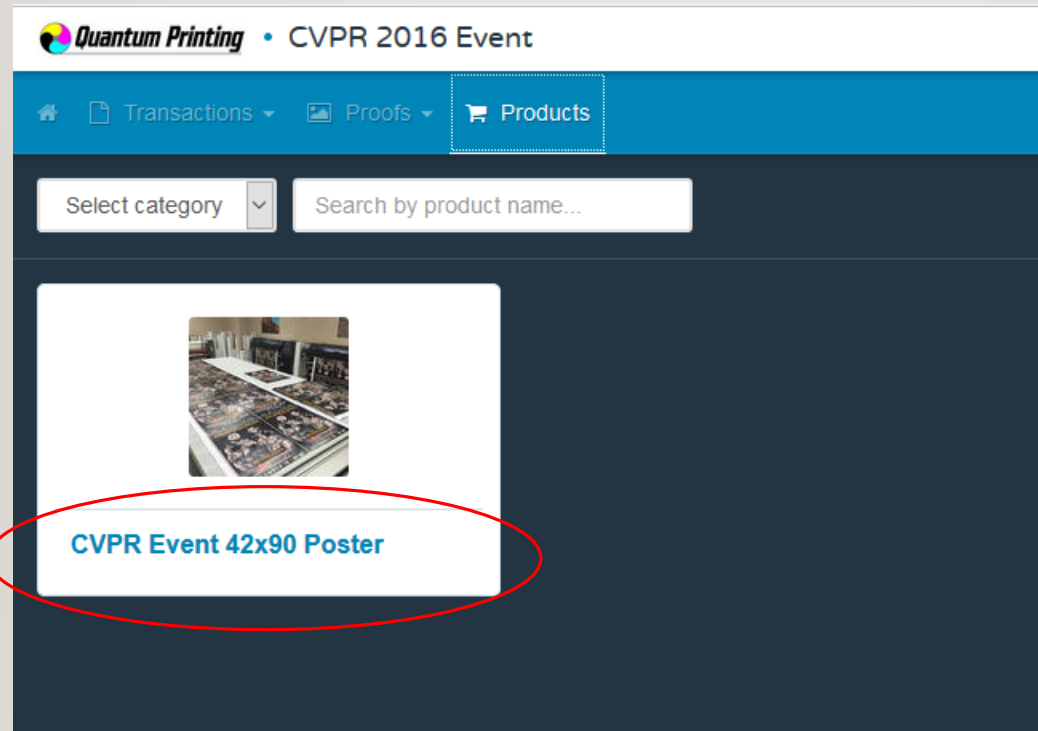 Quantum Printing • CVPR 2016 Event
Transactions Proofs Products
Select category Search by product name...
CVPR Event 42x90 Poster